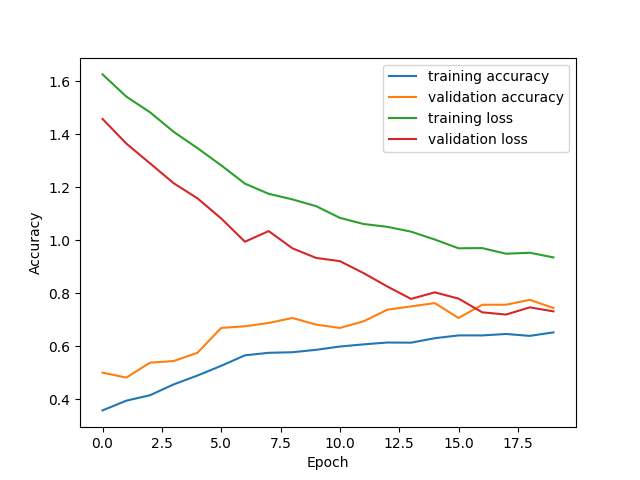 training accuracy
validation accuracy
training loss
validation loss
1.6
1.4
1.2
1.0
0.8
0.6
0.4
Accuracy
0.0 2.5 5.0 7.5 10.0 12.5 15.0 17.5
Epoch